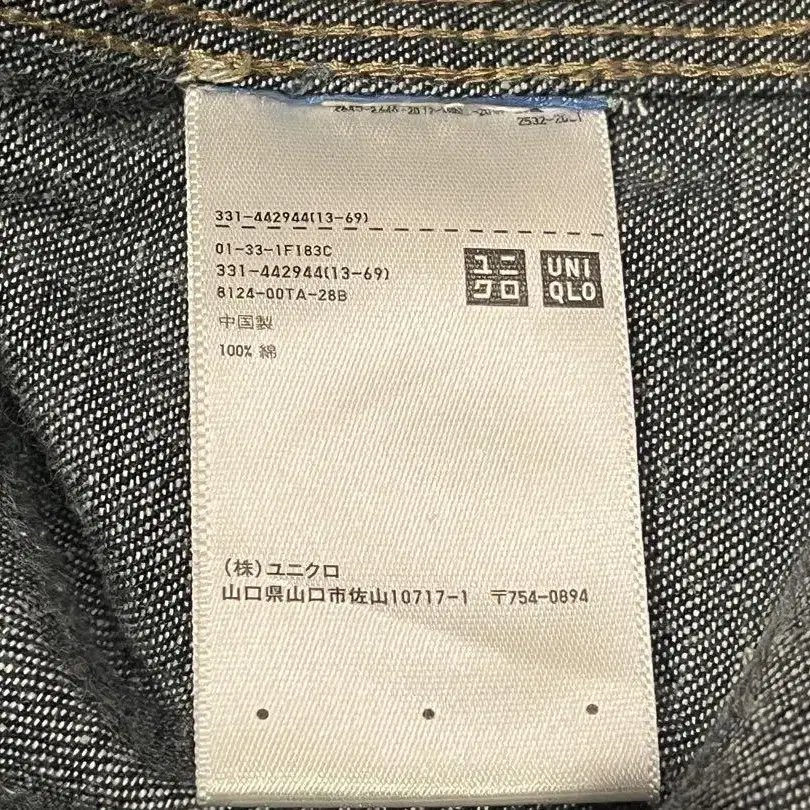 331-442944(13-69)
01-33-1F183C
331-442944(13-69)
8124-00TA-28B
中国製
100% 綿
ユニ
クロ
UNI
QLO
(株)ユニクロ
山口県山口市佐山10717-1 〒754-0894